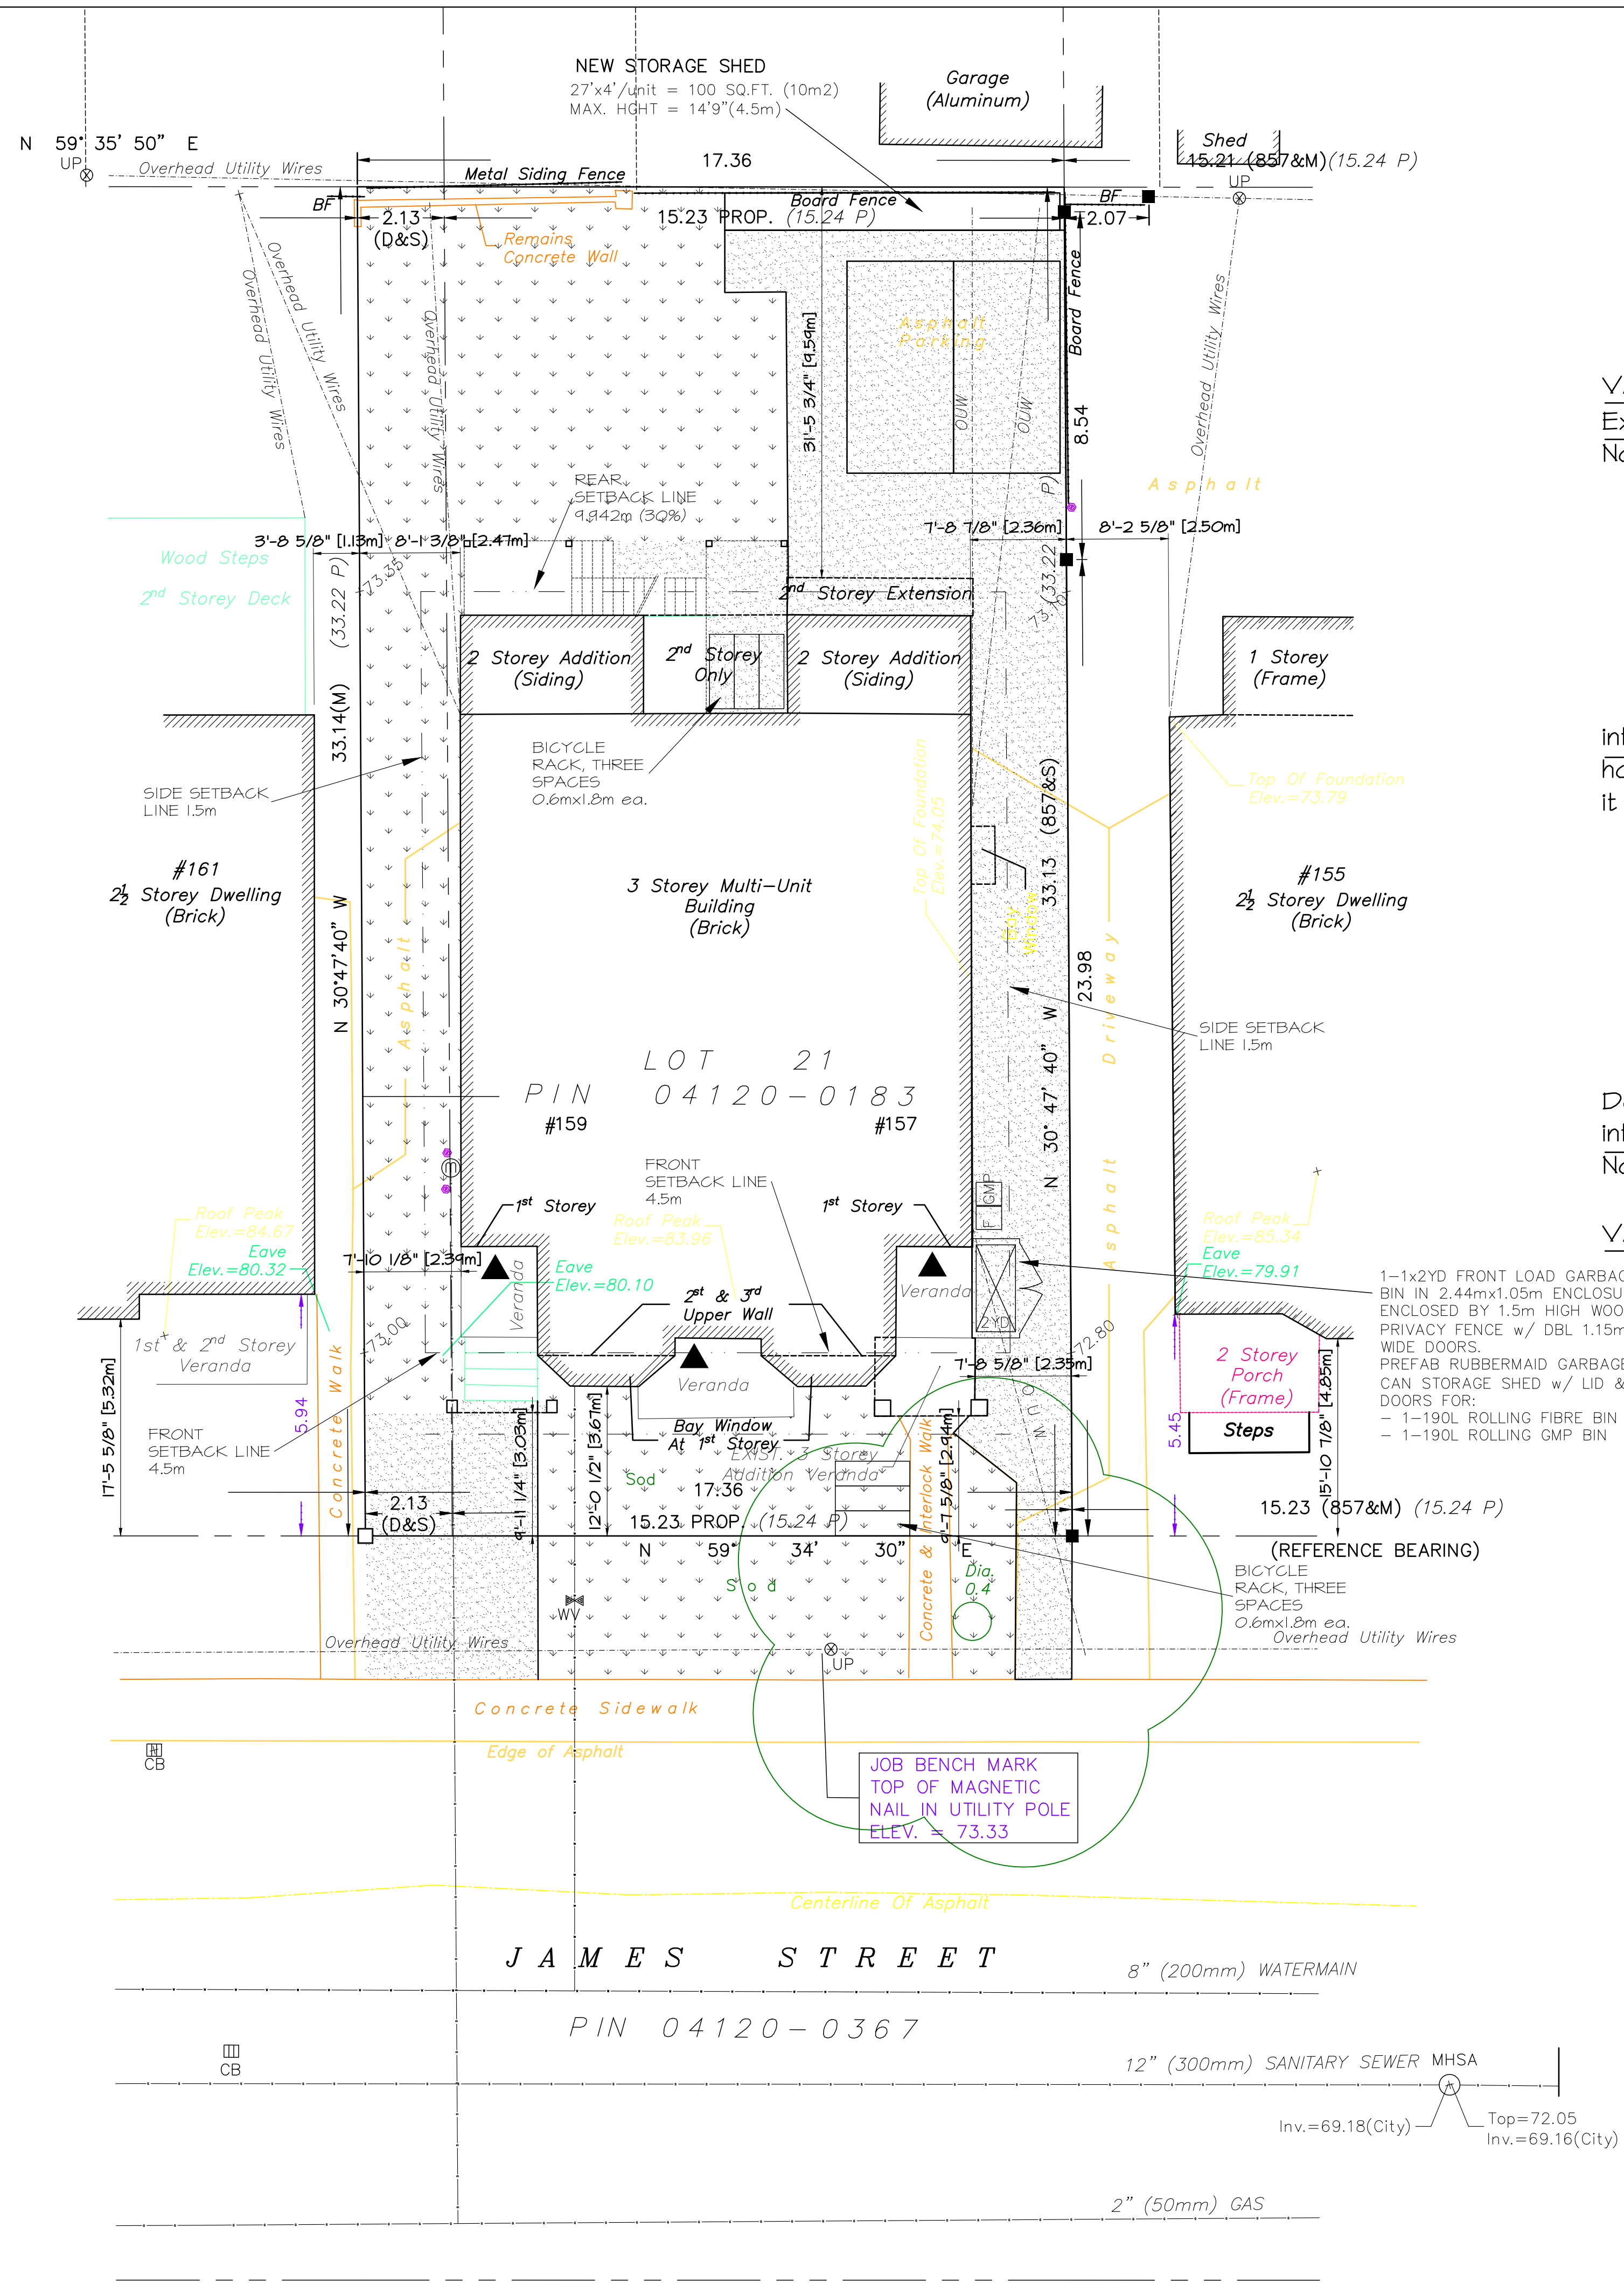 NEW STORAGE SHED
27'x4'/unit = 100 SQ.FT. (10m2)
MAX. HGHT = 14'9"(4.5m)
Garage
(Aluminum)
Shed
N 59° 35' 50" E
UP
Overhead Utility Wires
17.36
15.21 (857&M)(15.24 P)
UP
Metal Siding Fence
BF
2.13
(D&S)
15.23 PROP. (15.24 P)
Board Fence
BF
2.07
Remains
Concrete Wall
Overhead Utility Wires
Overhead Utility Wires
Overhead Utility Wires
Overhead Utility Wires
Board Fence
Asphalt
Parking
31'-5 3/4" [9.59m]
OUW
OUW
8.54
REAR
SETBACK LINE
9.942m (30%)
Asphalt
3'-8 5/8" [1.13m]
8'-1 3/8" [2.47m]
7'-8 7/8" [2.36m]
8'-2 5/8" [2.50m]
Wood Steps
2nd Storey Deck
(33.22 P)
73.35
(33.22 P)
2nd Storey Extension
2 Storey Addition
(Siding)
2nd Storey
Only
2 Storey Addition
(Siding)
1 Storey
(Frame)
33.14(M)
BICYCLE
RACK, THREE
SPACES
0.6mx1.8m ea.
SIDE SETBACK
LINE 1.5m
Top Of Foundation
Elev.=74.05
Top Of Foundation
Elev.=73.79
33.13 (857&S)
#161
2½ Storey Dwelling
(Brick)
3 Storey Multi-Unit
Building
(Brick)
Window
#155
2½ Storey Dwelling
(Brick)
N 30°47'40" W
Asphalt
23.98
Asphalt Driveway
SIDE SETBACK
LINE 1.5m
LOT 21
PIN 04120-0183
#159
#157
N 30° 47' 40" W
FRONT
SETBACK LINE
4.5m
M
1st Storey
1st Storey
F
GMP
Roof Peak
Elev.=84.67
Eave
Elev.=80.32
Roof Peak
Elev.=83.96
Roof Peak
Elev.=85.34
Eave
Elev.=79.91
7'-10 1/8" [2.39m]
Eave
Elev.=80.10
Veranda
Veranda
2st & 3rd
Upper Wall
2YD
1-1x2YD FRONT LOAD GARBAG
BIN IN 2.44mx1.05m ENCLOSU
ENCLOSED BY 1.5m HIGH WOO
PRIVACY FENCE w/ DBL 1.15m
WIDE DOORS.
PREFAB RUBBERMAID GARBAGE
CAN STORAGE SHED w/ LID &
DOORS FOR:
- 1-190L ROLLING FIBRE BIN
- 1-190L ROLLING GMP BIN
1st & 2nd Storey
Veranda
73.00
72.80
17'-5 5/8" [5.32m]
5.94
Concrete Walk
7'-8 5/8" [2.35m]
2 Storey
Porch
(Frame)
Steps
Veranda
Bay Window
At 1st Storey
EXIST. 3 Storey
Addition Veranda
FRONT
SETBACK LINE
4.5m
9'-11 1/4" [3.03m]
12'-0 1/2" [3.67m]
9'-7 5/8" [2.94m]
OUW
5.45
15'-10 7/8" [4.85m]
Sod
17.36
2.13
(D&S)
15.23 PROP. (15.24 P)
15.23 (857&M) (15.24 P)
N 59° 34' 30" E
(REFERENCE BEARING)
Sod
Concrete & Interlock Walk
Dia.
0.4
BICYCLE
RACK, THREE
SPACES
0.6mx1.8m ea.
WV
Overhead Utility Wires
Overhead Utility Wires
UP
Concrete Sidewalk
Edge of Asphalt
CB
JOB BENCH MARK
TOP OF MAGNETIC
NAIL IN UTILITY POLE
ELEV. = 73.33
Centerline Of Asphalt
JAMES STREET
8" (200mm) WATERMAIN
PIN 04120-0367
CB
12" (300mm) SANITARY SEWER MHSA
Inv.=69.18(City)
Top=72.05
Inv.=69.16(City)
2" (50mm) GAS
Ex
No
int
ha
it
int
No